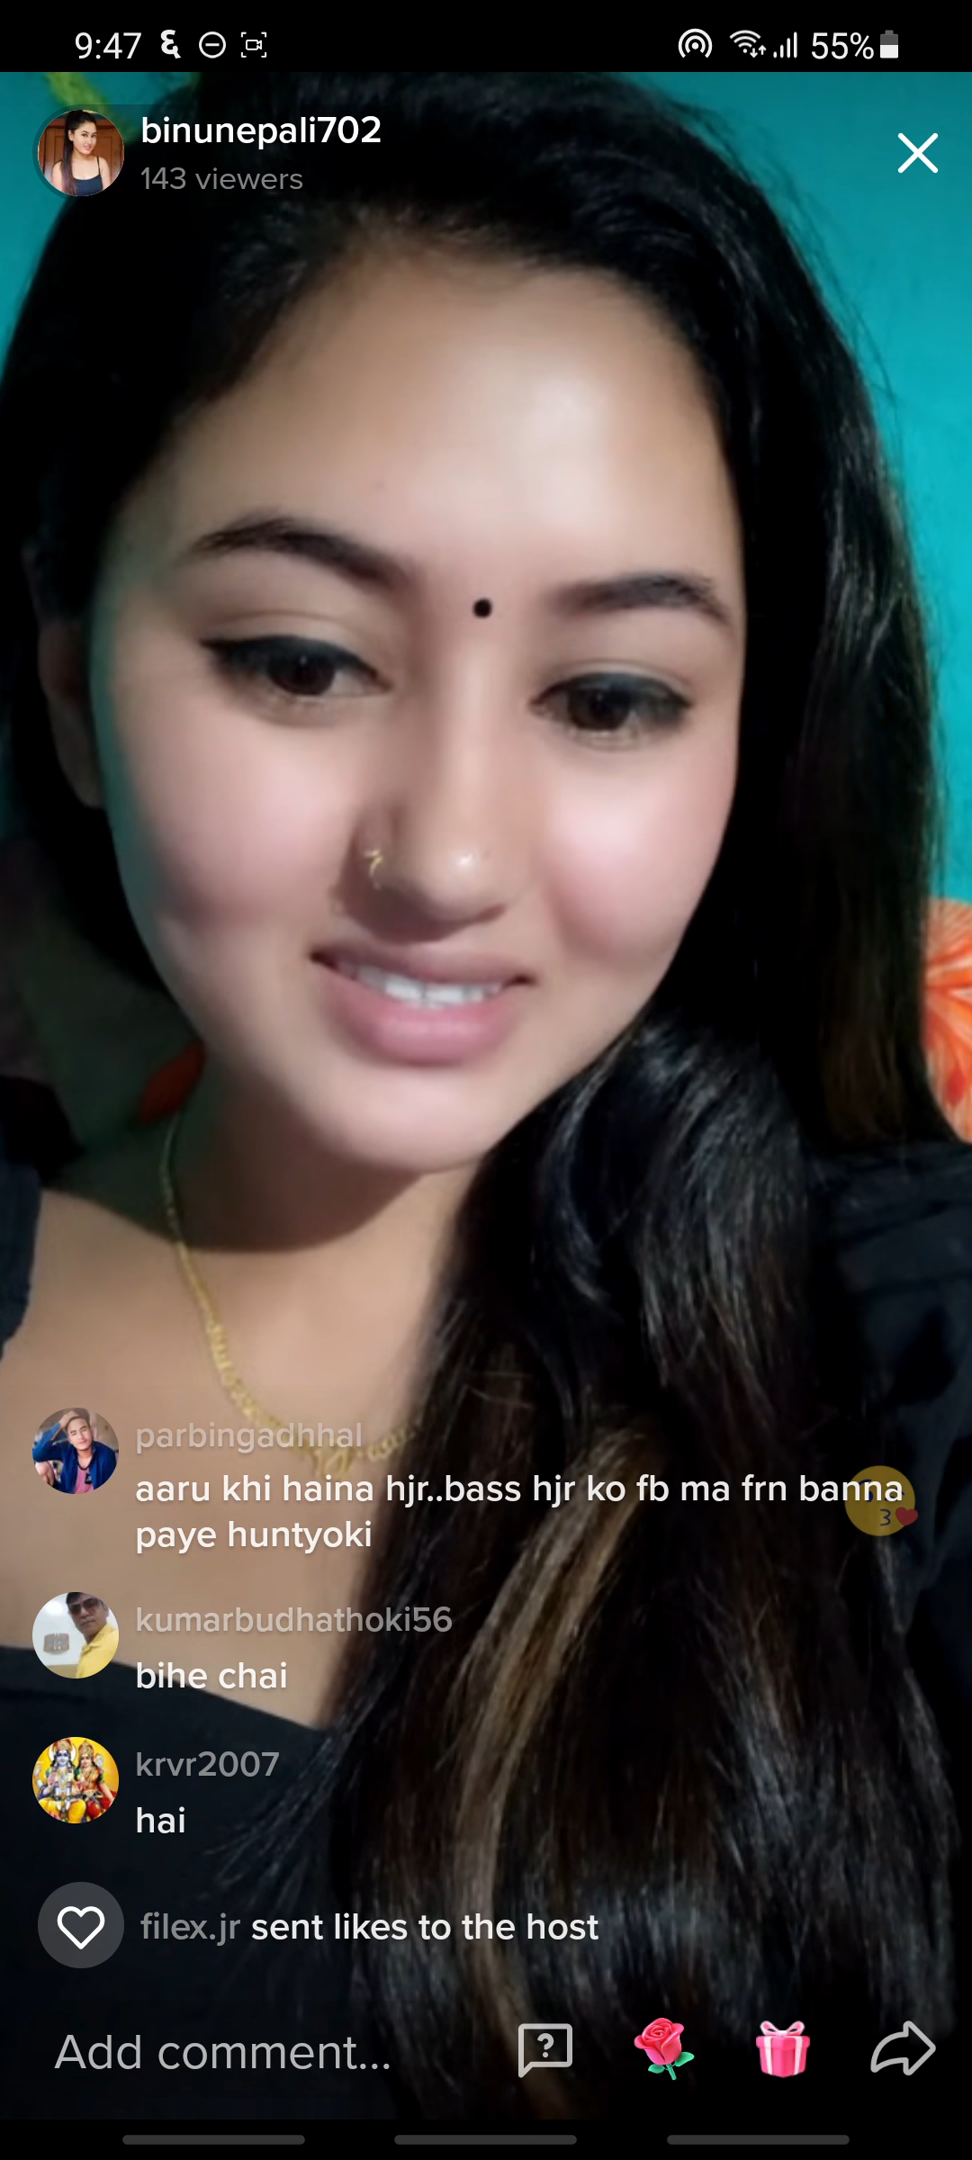 9:47 55%
binunepali702
143 viewers
parbingadhhal
aaru khi haina hjr..bass hjr ko fb ma frn banna
paye huntyoki
kumarbudhathoki56
bihe chai
krvr2007
hai
filex.jr sent likes to the host
Add comment...